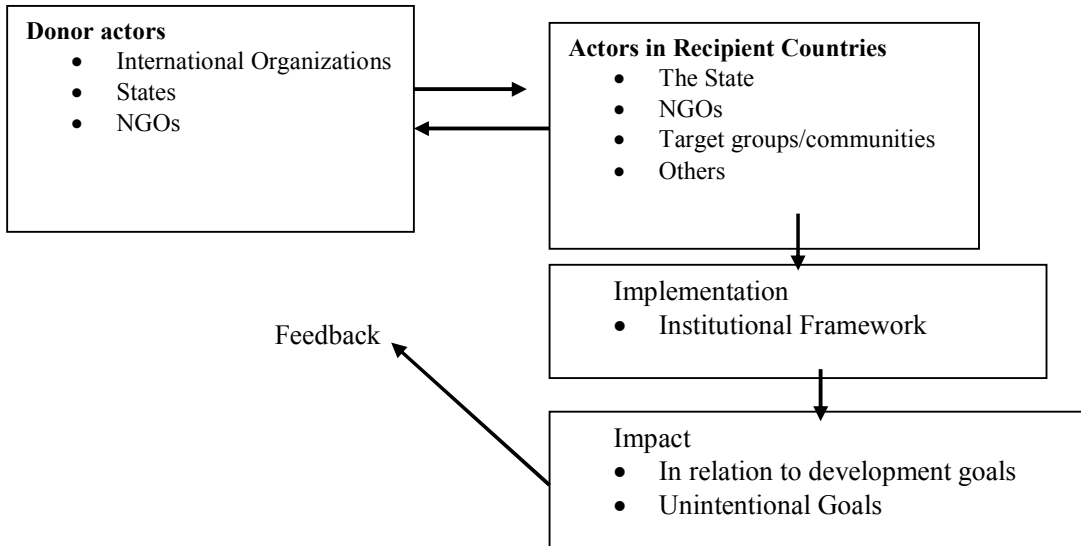 Donor actors
• International Organizations
• States
• NGOs
Actors in Recipient Countries
• The State
• NGOs
• Target groups/communities
• Others
Implementation
• Institutional Framework
Feedback
Impact
• In relation to development goals
• Unintentional Goals